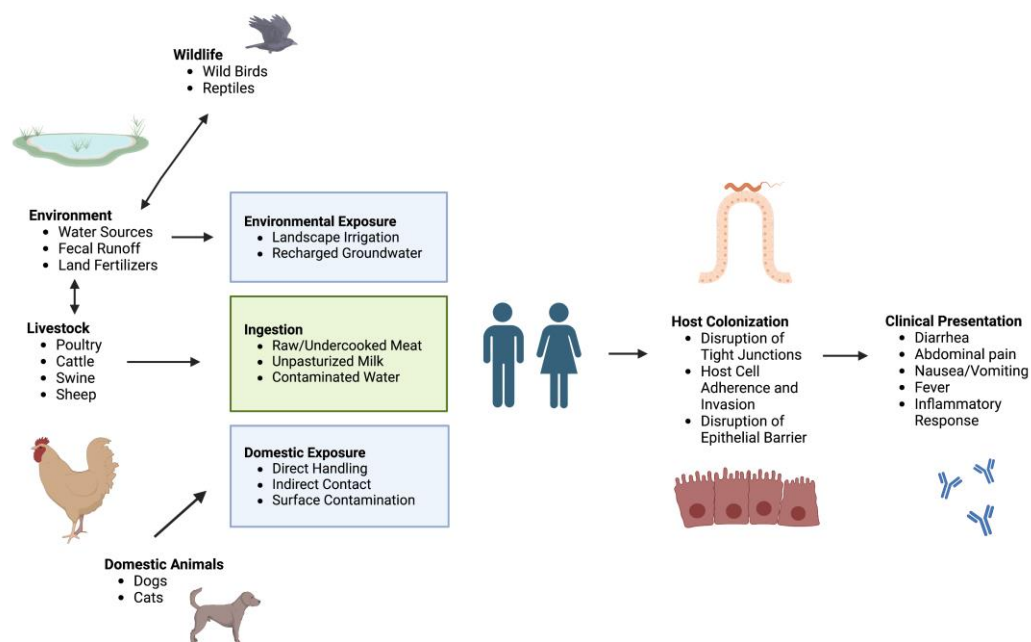 Wildlife
• Wild Birds
• Reptiles
Environment
• Water Sources
• Fecal Runoff
• Land Fertilizers
Livestock
• Poultry
• Cattle
• Swine
• Sheep
Domestic Animals
• Dogs
• Cats
Environmental Exposure
• Landscape Irrigation
• Recharged Groundwater
Ingestion
• Raw/Undercooked Meat
• Unpasturized Milk
• Contaminated Water
Domestic Exposure
• Direct Handling
• Indirect Contact
• Surface Contamination
Host Colonization
• Disruption of
Tight Junctions
• Host Cell
Adherence and
Invasion
• Disruption of
Epithelial Barrier
Clinical Presentation
• Diarrhea
• Abdominal pain
• Nausea/Vomiting
• Fever
• Inflammatory
Response